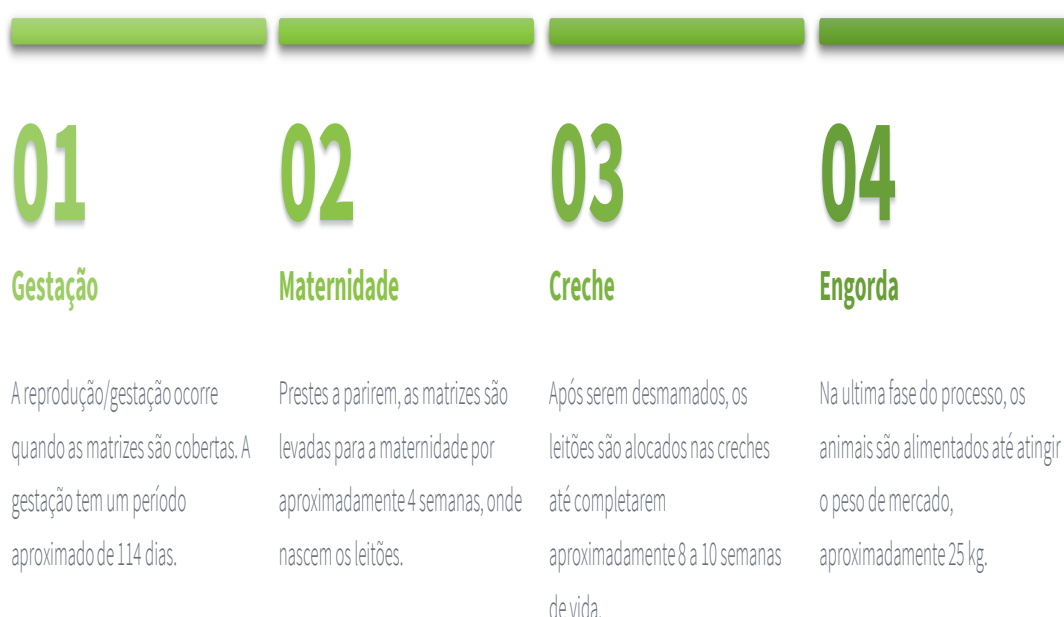 01
Gestação
A reprodução/gestação ocorre
quando as matrizes são cobertas. A
gestação tem um período
aproximado de 114 dias.
02
Maternidade
Prestes a parirem, as matrizes são
levadas para a maternidade por
aproximadamente 4 semanas, onde
nascem os leitões.
03
Creche
Após serem desmamados, os
leitões são alocados nas creches
até completarem
aproximadamente 8 a 10 semanas
de vida.
04
Engorda
Na ultima fase do processo, os
animais são alimentados até atingir
o peso de mercado,
aproximadamente 25 kg.